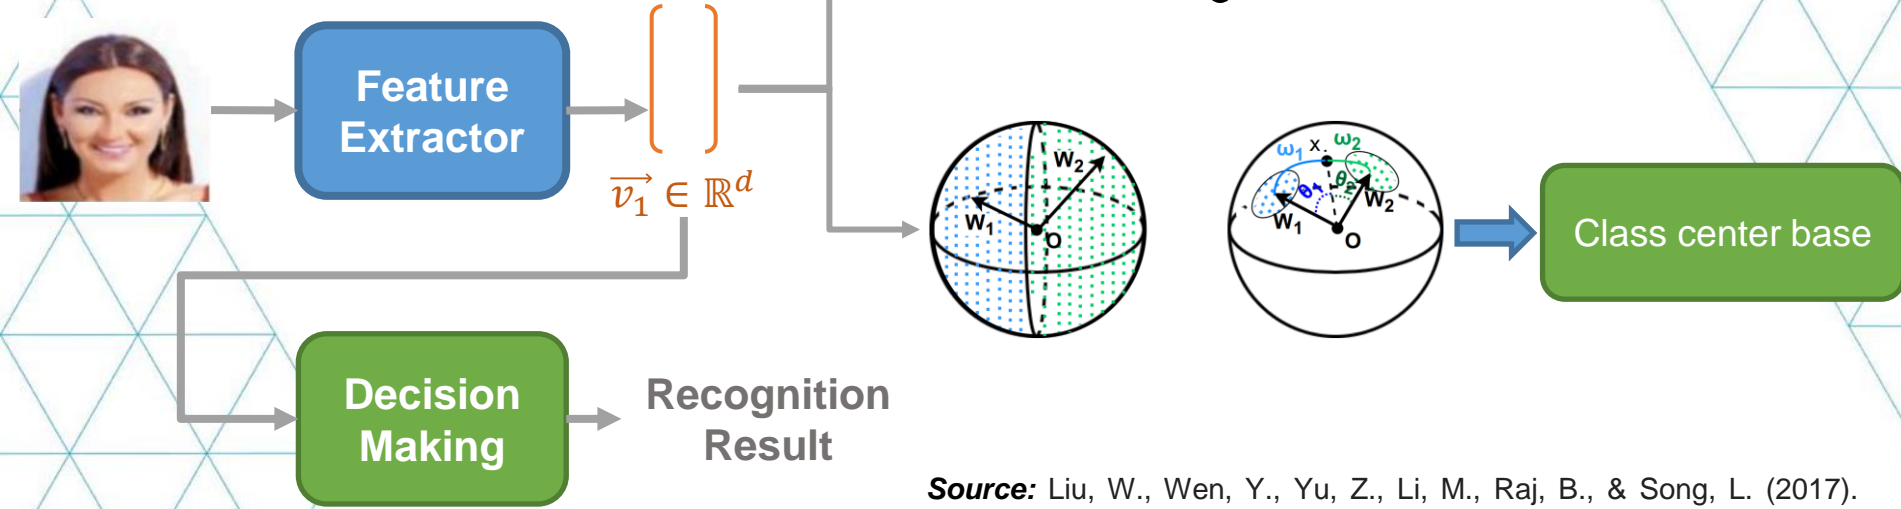 Feature
Extractor
v₁⃗ ∈ ℝᵈ
W₁
W₂
O
ω₁
x
ω₂
θ₁
θ₂
W₁
W₂
O
Class center base
Decision
Making
Recognition
Result
Source: Liu, W., Wen, Y., Yu, Z., Li, M., Raj, B., & Song, L. (2017).